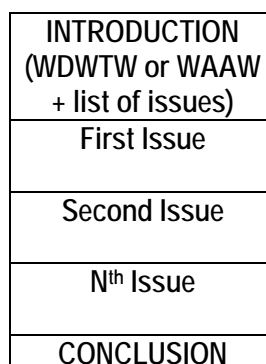 INTRODUCTION
(WDWTW or WAAW
+ list of issues)
First Issue
Second Issue
Nth Issue
CONCLUSION